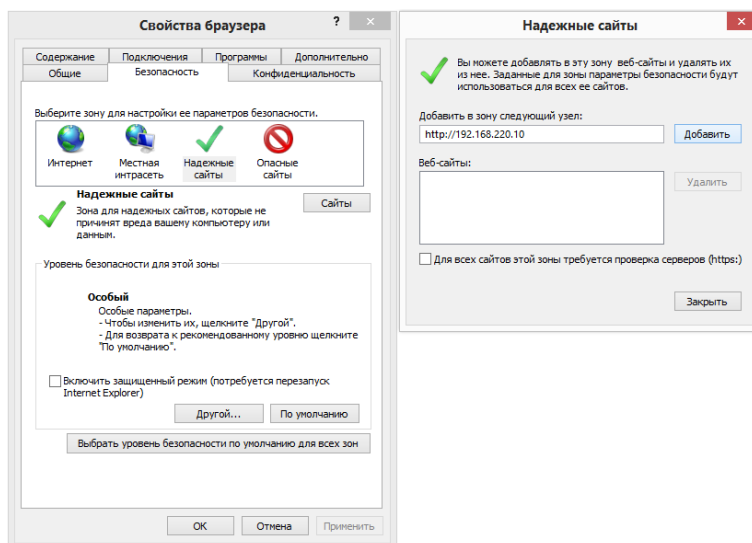 Свойства браузера
?
Содержание Подключения Программы Дополнительно
Общие Безопасность Конфиденциальность
Выберите зону для настройки ее параметров безопасности.
Интернет
Местная
интрасеть
Надежные
сайты
Опасные
сайты
Надежные сайты
Зона для надежных сайтов, которые не
причинят вреда вашему компьютеру или
данным.
Сайты
Уровень безопасности для этой зоны
Особый
Особые параметры.
- Чтобы изменить их, щелкните "Другой".
- Для возврата к рекомендованному уровню щелкните
"По умолчанию".
Включить защищенный режим (потребуется перезапуск
Internet Explorer)
Другой... По умолчанию
Выбрать уровень безопасности по умолчанию для всех зон
ОК Отмена Применить
Надежные сайты
Вы можете добавлять в эту зону веб-сайты и удалять их
из нее. Заданные для зоны параметры безопасности будут
использоваться для всех ее сайтов.
Добавить в зону следующий узел:
http://192.168.220.10 Добавить
Веб-сайты:
Удалить
Для всех сайтов этой зоны требуется проверка серверов (https:)
Закрыть